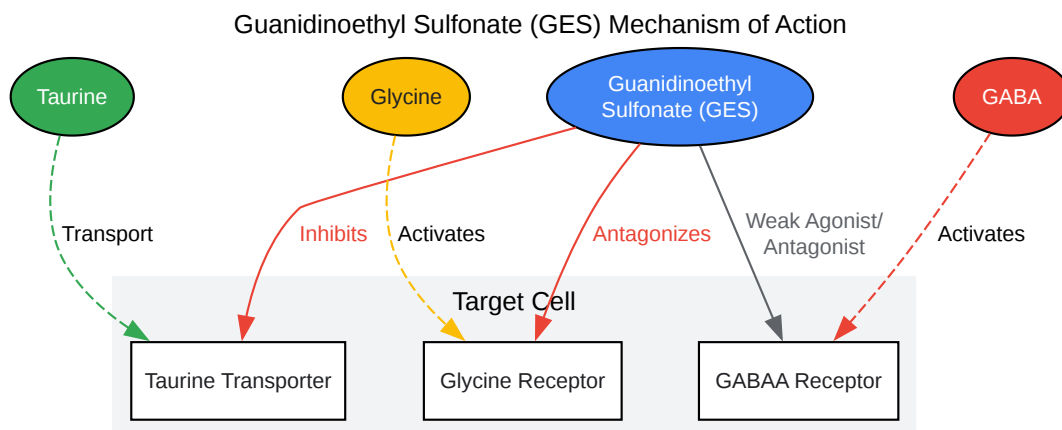 Guanidinoethyl Sulfonate (GES) Mechanism of Action
Taurine
Glycine
Guanidinoethyl
Sulfonate (GES)
GABA
Transport
Inhibits
Activates
Antagonizes
Weak Agonist/
Antagonist
Activates
Target Cell
Taurine Transporter
Glycine Receptor
GABAA Receptor